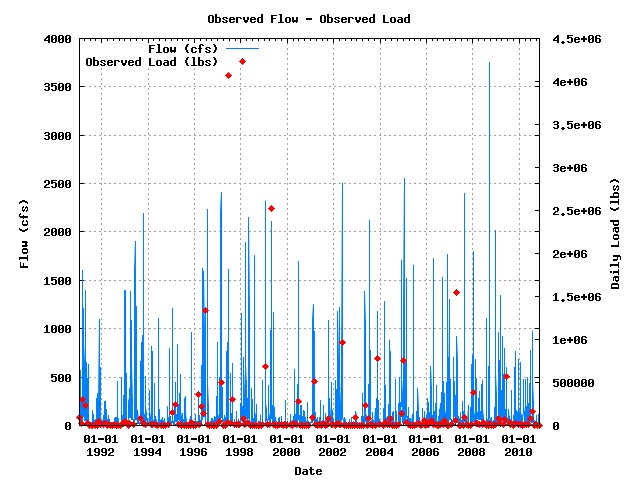 Observed Flow - Observed Load
Flow (cfs)
Observed Load (lbs)
4000
3500
3000
2500
2000
1500
1000
500
0
Flow (cfs)
4.5e+06
4e+06
3.5e+06
3e+06
2.5e+06
2e+06
1.5e+06
1e+06
500000
0
Daily Load (lbs)
01-01 01-01 01-01 01-01 01-01 01-01 01-01 01-01 01-01 01-01
1992 1994 1996 1998 2000 2002 2004 2006 2008 2010
Date